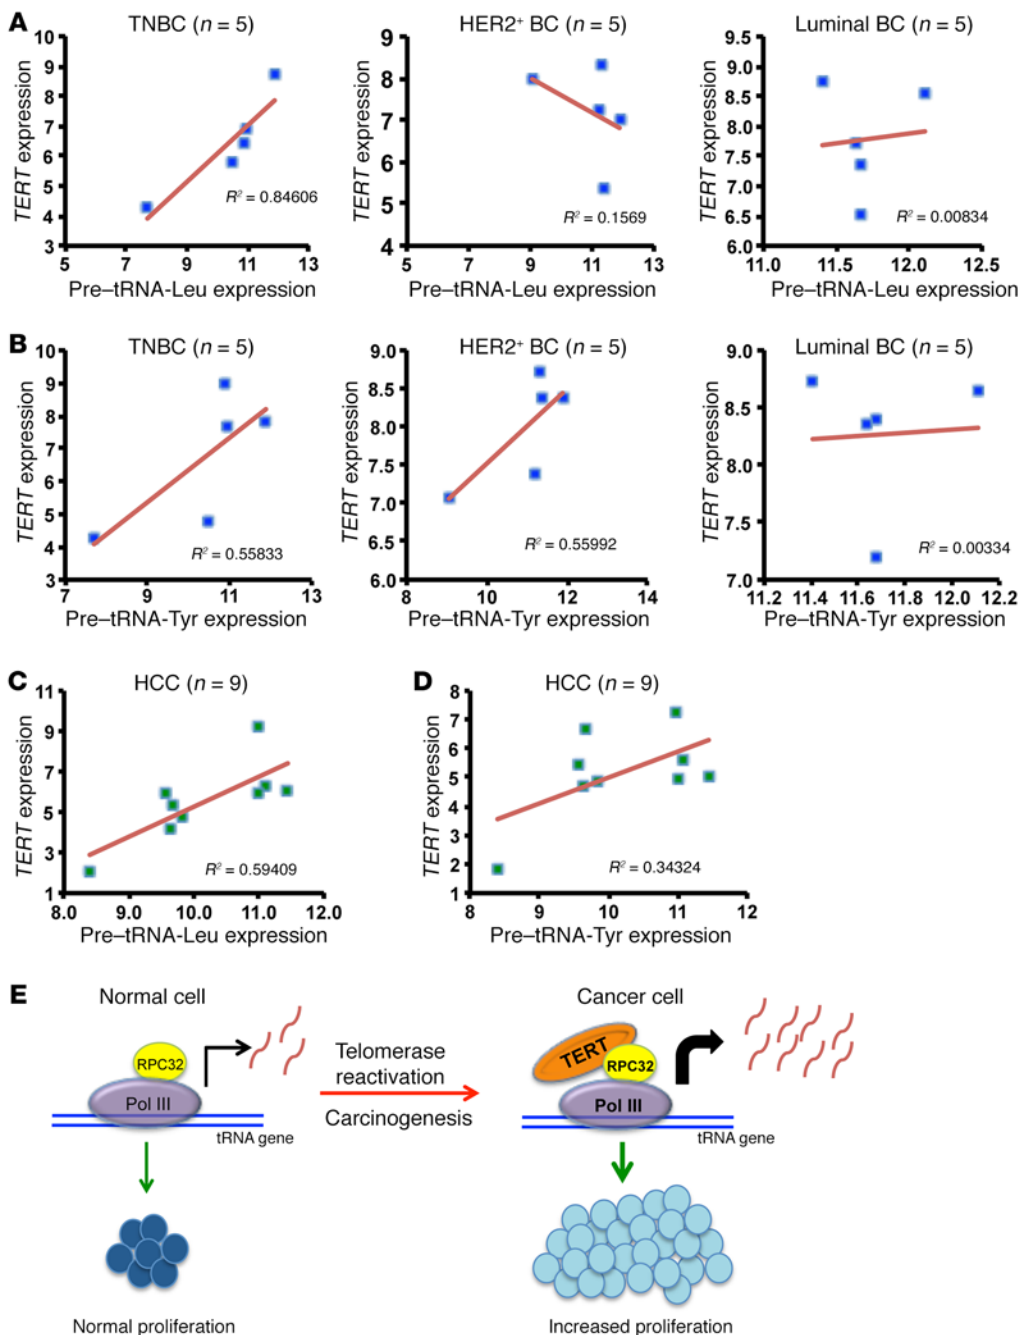 A
TNBC (n = 5)
TERT expression
10
9
8
7
6
5
4
3
R² = 0.84606
5 7 9 11 13
Pre–tRNA-Leu expression
HER2⁺ BC (n = 5)
TERT expression
9
8
7
6
5
4
R² = 0.1569
5 7 9 11 13
Pre–tRNA-Leu expression
Luminal BC (n = 5)
TERT expression
9.5
9.0
8.5
8.0
7.5
7.0
6.5
6.0
R² = 0.00834
11.0 11.5 12.0 12.5
Pre–tRNA-Leu expression
B
TNBC (n = 5)
TERT expression
10
9
8
7
6
5
4
3
R² = 0.55833
7 9 11 13
Pre–tRNA-Tyr expression
HER2⁺ BC (n = 5)
TERT expression
9.0
8.5
8.0
7.5
7.0
6.5
6.0
R² = 0.55992
8 10 12 14
Pre–tRNA-Tyr expression
Luminal BC (n = 5)
TERT expression
9.0
8.5
8.0
7.5
7.0
R² = 0.00334
11.2 11.4 11.6 11.8 12.0 12.2
Pre–tRNA-Tyr expression
C
HCC (n = 9)
TERT expression
11
9
7
5
3
1
R² = 0.59409
8.0 9.0 10.0 11.0 12.0
Pre–tRNA-Leu expression
D
HCC (n = 9)
TERT expression
8
7
6
5
4
3
2
1
R² = 0.34324
8 9 10 11 12
Pre–tRNA-Tyr expression
E
Normal cell
RPC32
Pol III
tRNA gene
Normal proliferation
Telomerase
reactivation
Carcinogenesis
Cancer cell
TERT
RPC32
Pol III
tRNA gene
Increased proliferation